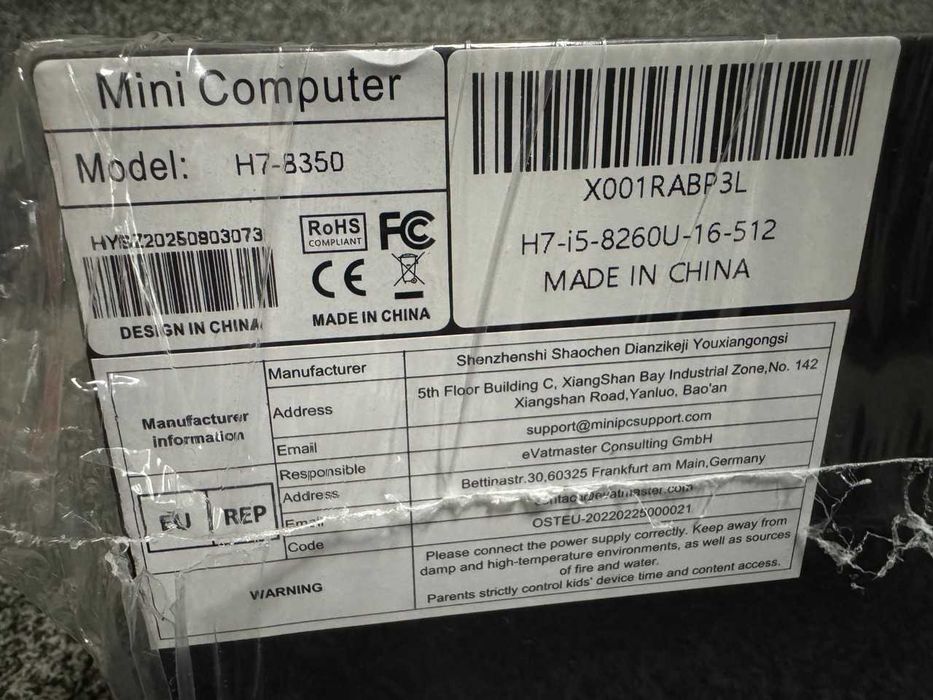 Mini Computer
Model: H7-8350
20250903073
DESIGN IN CHINA
RoHS
COMPLIANT
FC
CE
MADE IN CHINA
X001RABP3L
H7-i5-8260U-16-512
MADE IN CHINA
Manufacturer
information
Manufacturer
Shenzhenshi Shaochen Dianzikeji Youxiangongsi
Address
5th Floor Building C, XiangShan Bay Industrial Zone,No. 142
Xiangshan Road,Yanluo, Bao'an
Email
support@minipcsupport.com
EU REP
Responsible
eVatmaster Consulting GmbH
Address
Bettinastr.30,60325 Frankfurt am Main,Germany
Email
contact@evatmaster.com
Code
OSTEU-20220225000021
WARNING
Please connect the power supply correctly. Keep away from
damp and high-temperature environments, as well as sources
of fire and water.
Parents strictly control kids' device time and content access.